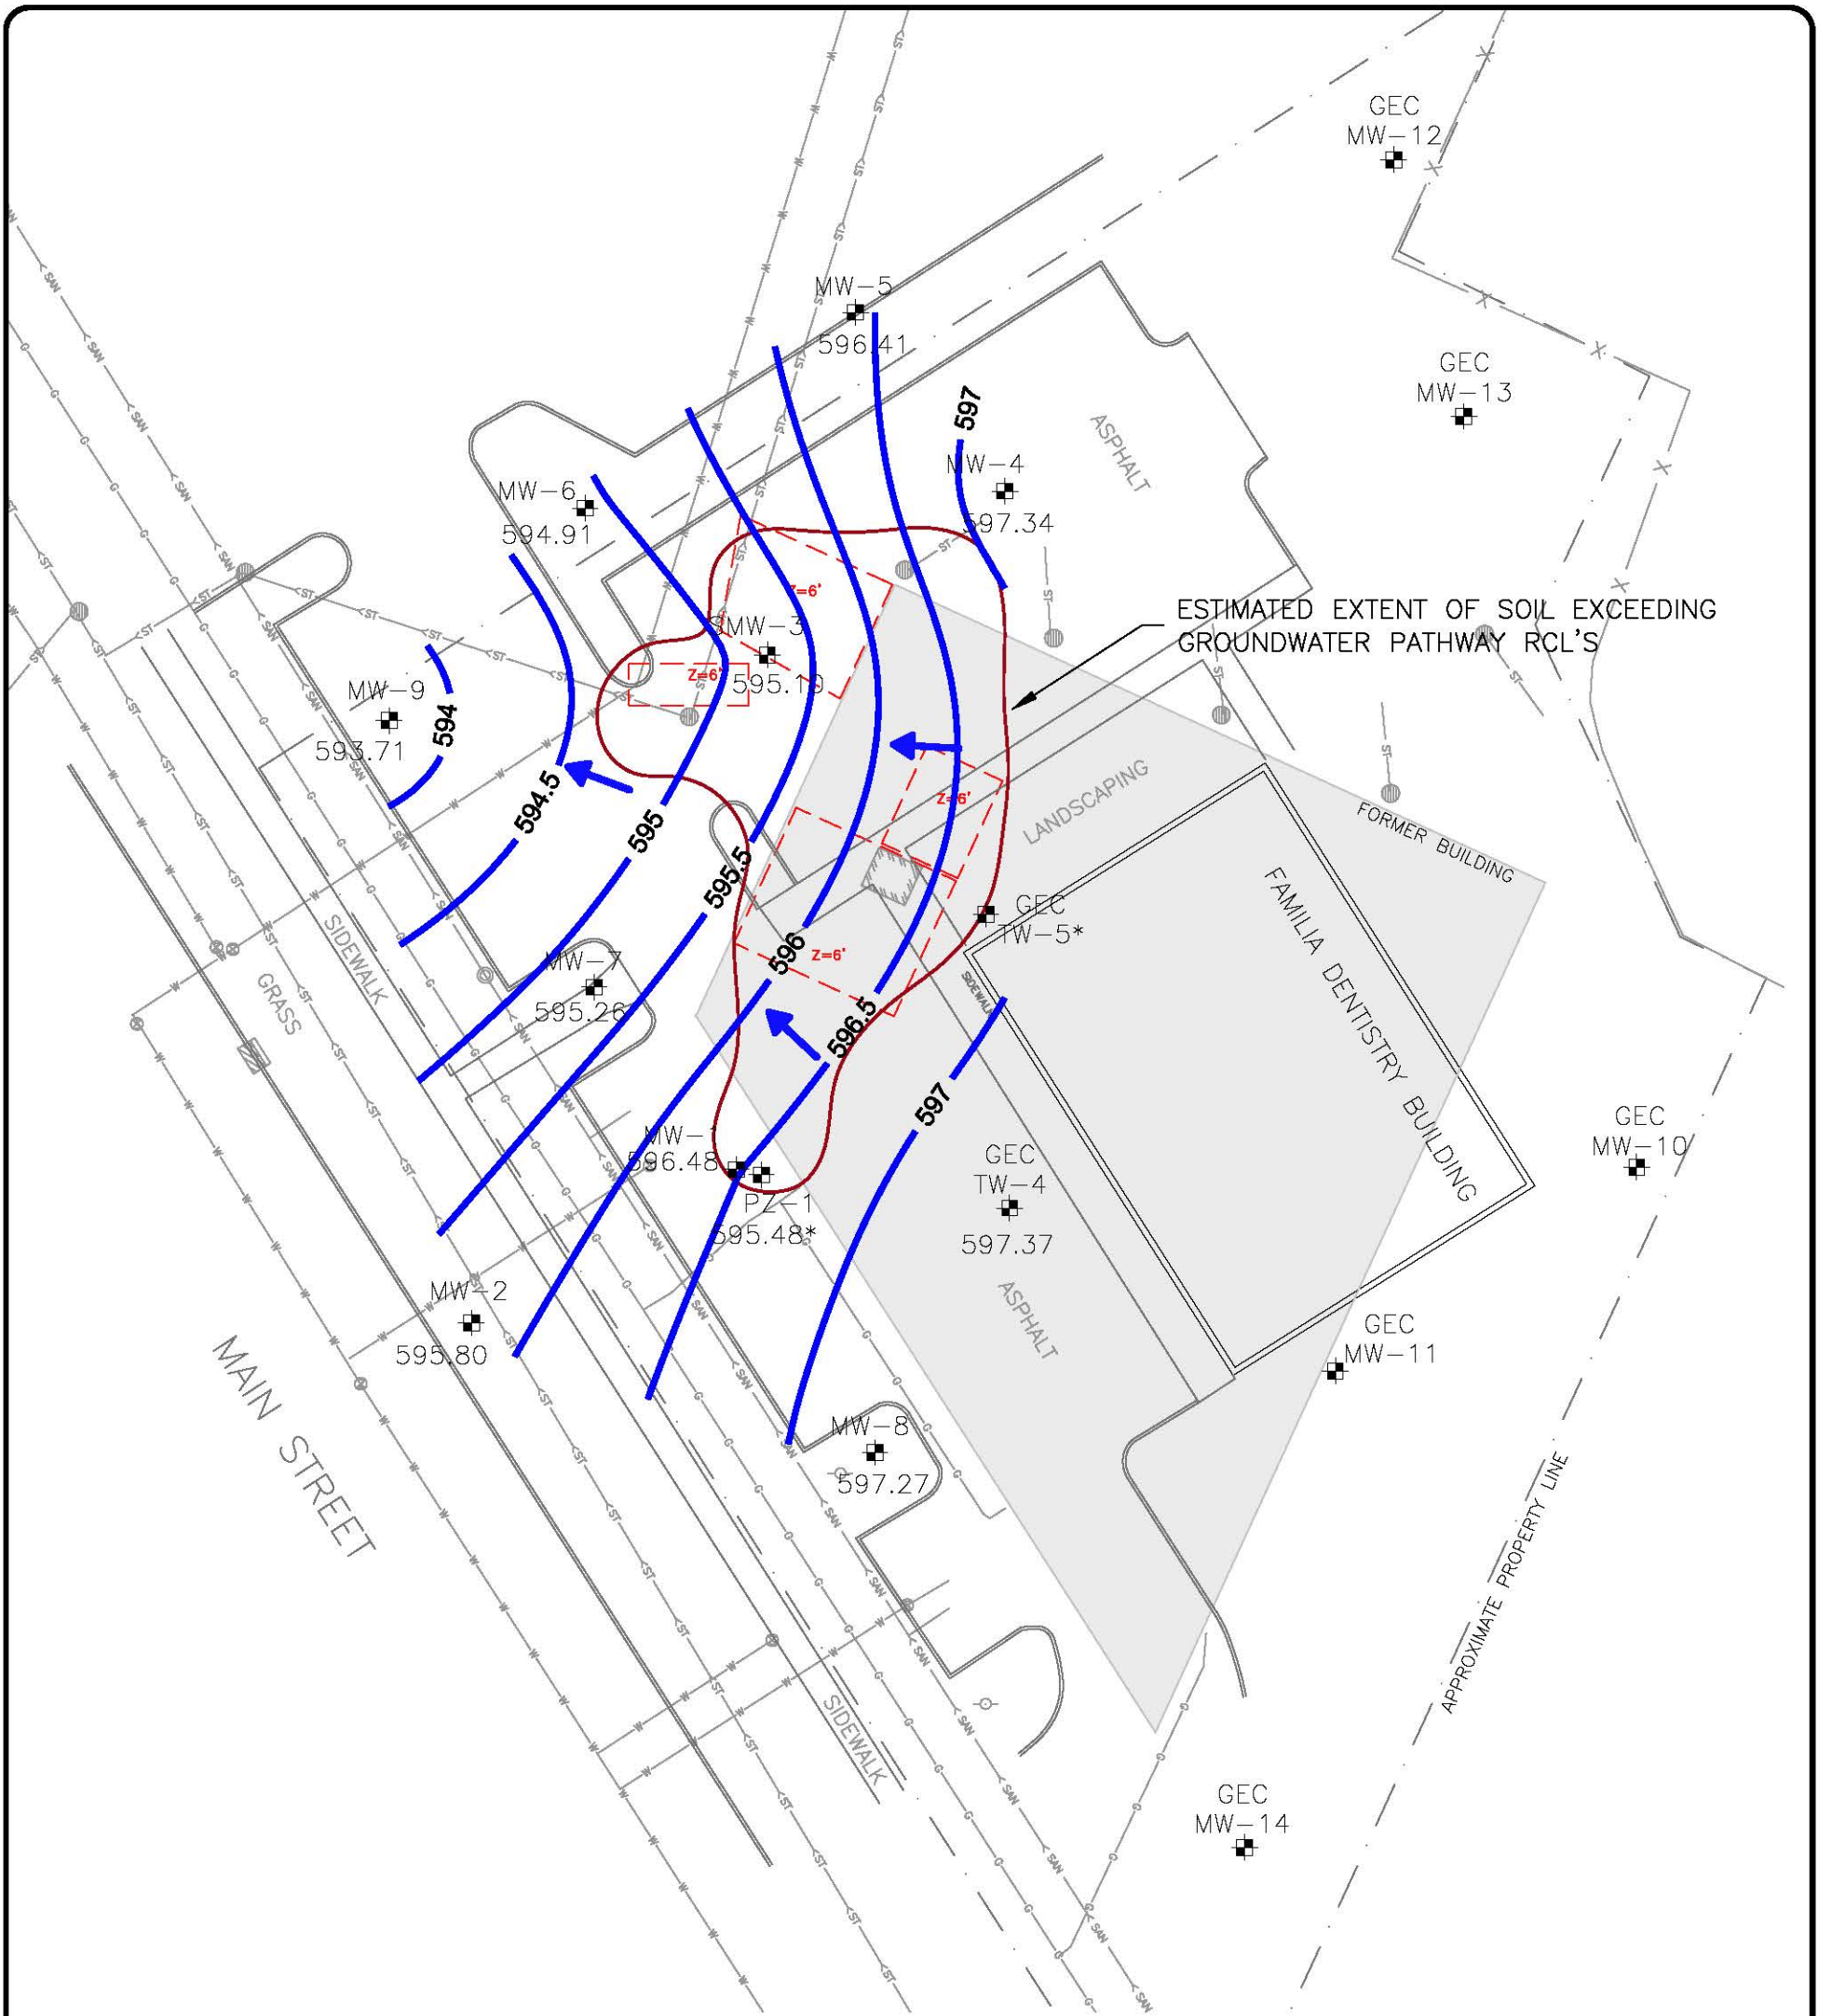 GEC
MW-12
MW-5
596.41
GEC
MW-13
597
MW-4
597.34
ASPHALT
MW-6
594.91
Z=6'
ESTIMATED EXTENT OF SOIL EXCEEDING
GROUNDWATER PATHWAY RCL'S
SMW-3
Z=6'
595.10
MW-9
593.71
594
594.5
595
595.5
596
596.5
597
Z=6'
LANDSCAPING
FORMER BUILDING
FAMILIA DENTISTRY BUILDING
GEC
TW-5*
Z=6'
SIDEWALK
SIDEWALK
GRASS
MW-7
595.26
MW-1
596.48
PZ-1
595.48*
GEC
TW-4
597.37
ASPHALT
GEC
MW-10
MW-2
595.80
GEC
MW-11
MAIN STREET
MW-8
597.27
APPROXIMATE PROPERTY LINE
SIDEWALK
GEC
MW-14